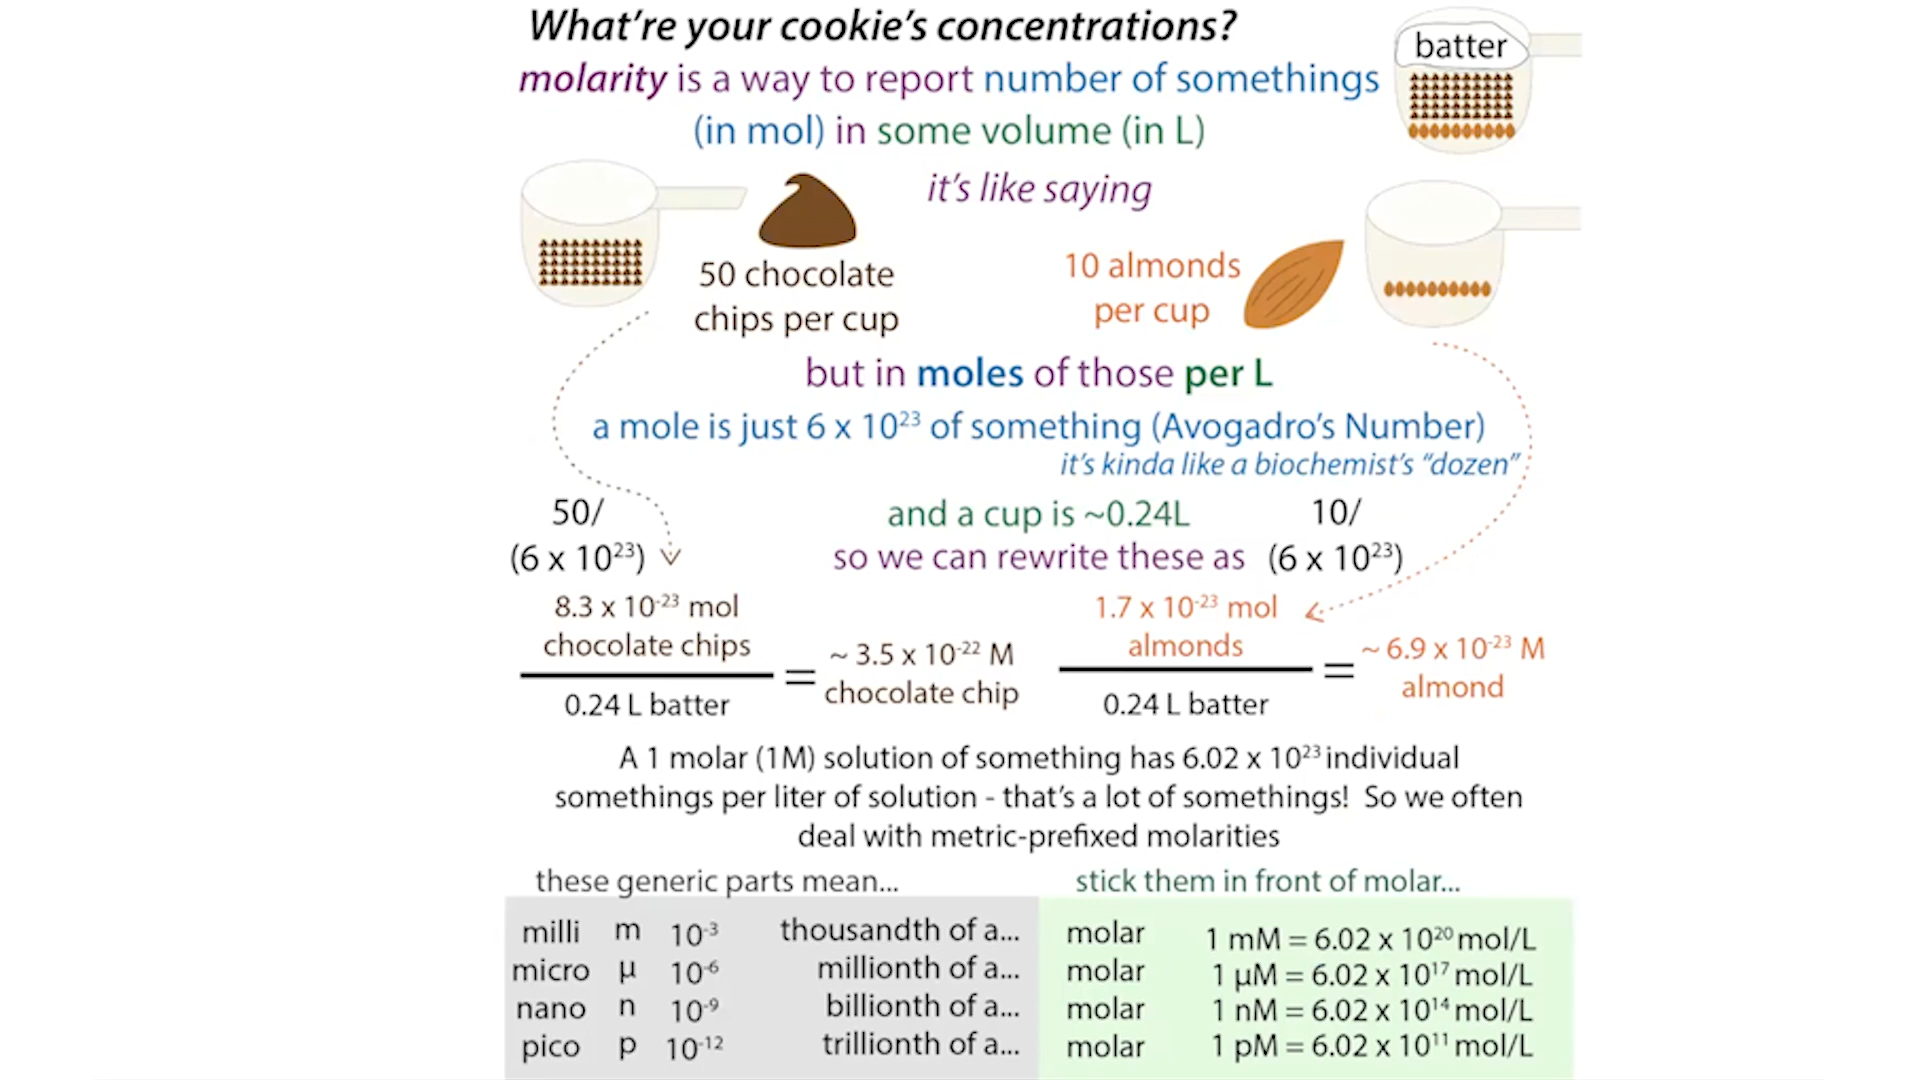 What're your cookie's concentrations?
batter
molarity is a way to report number of somethings
(in mol) in some volume (in L)
it's like saying
50 chocolate
chips per cup
10 almonds
per cup
but in moles of those per L
a mole is just 6 x 10²³ of something (Avogadro's Number)
it's kinda like a biochemist's "dozen"
50/
(6 x 10²³)
and a cup is ~0.24L
so we can rewrite these as
10/
(6 x 10²³)
8.3 x 10⁻²³ mol
chocolate chips
0.24 L batter
=
~ 3.5 x 10⁻²² M
chocolate chip
1.7 x 10⁻²³ mol
almonds
0.24 L batter
=
~ 6.9 x 10⁻²³ M
almond
A 1 molar (1M) solution of something has 6.02 x 10²³ individual
somethings per liter of solution - that's a lot of somethings! So we often
deal with metric-prefixed molarities
these generic parts mean...
stick them in front of molar...
milli m 10⁻³ thousandth of a... molar 1 mM = 6.02 x 10²⁰ mol/L
micro μ 10⁻⁶ millionth of a... molar 1 μM = 6.02 x 10¹⁷ mol/L
nano n 10⁻⁹ billionth of a... molar 1 nM = 6.02 x 10¹⁴ mol/L
pico p 10⁻¹² trillionth of a... molar 1 pM = 6.02 x 10¹¹ mol/L